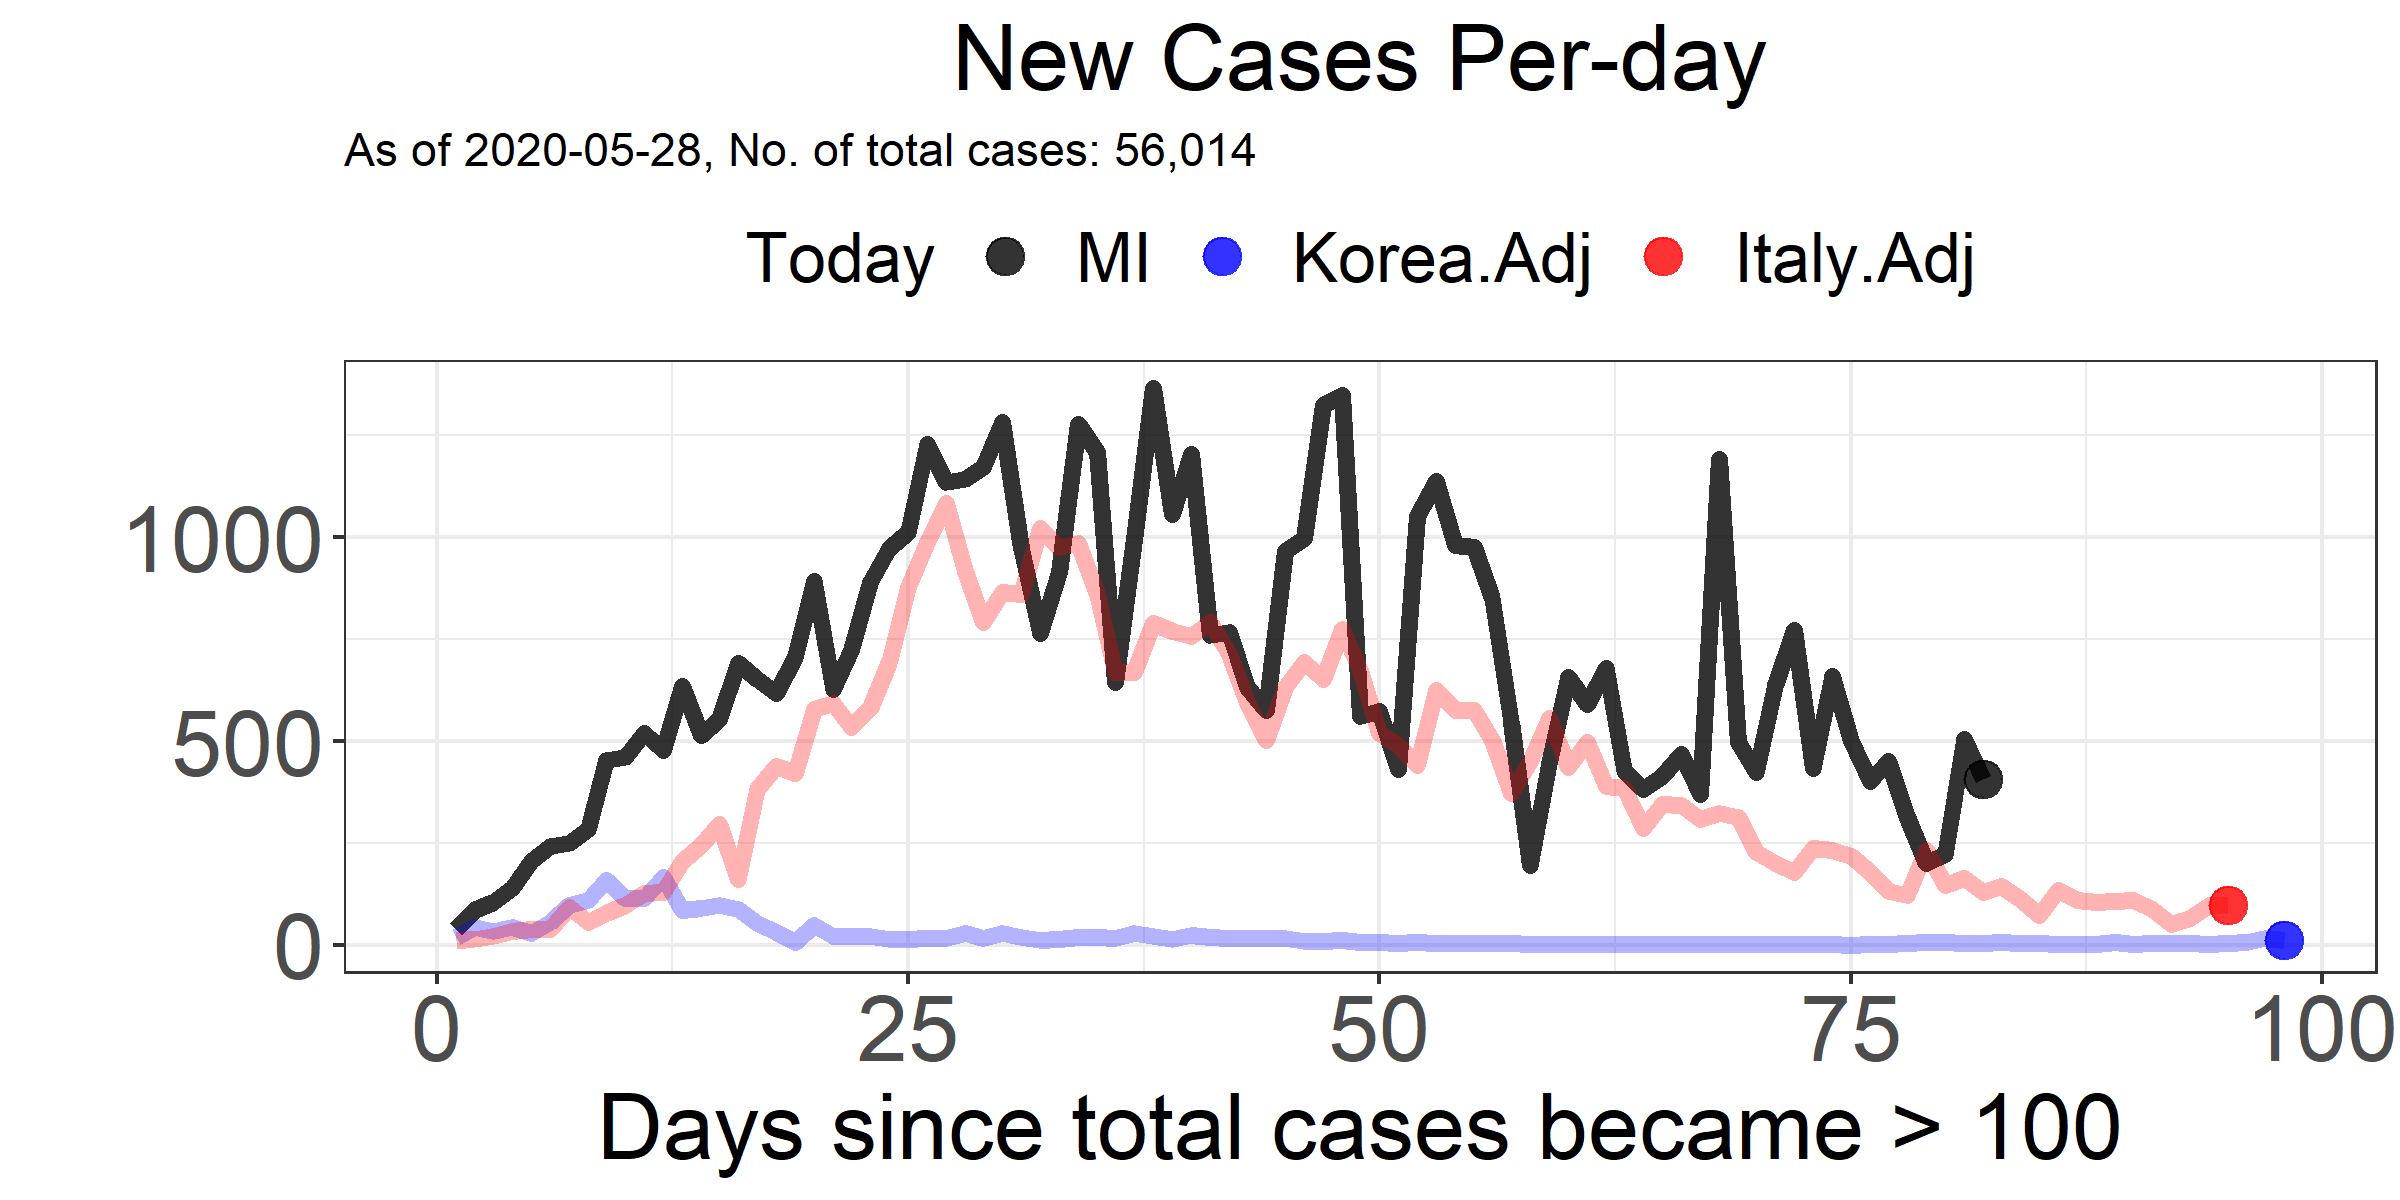 New Cases Per-day
As of 2020-05-28, No. of total cases: 56,014
Today MI Korea.Adj Italy.Adj
1000
500
0
0 25 50 75 100
Days since total cases became > 100